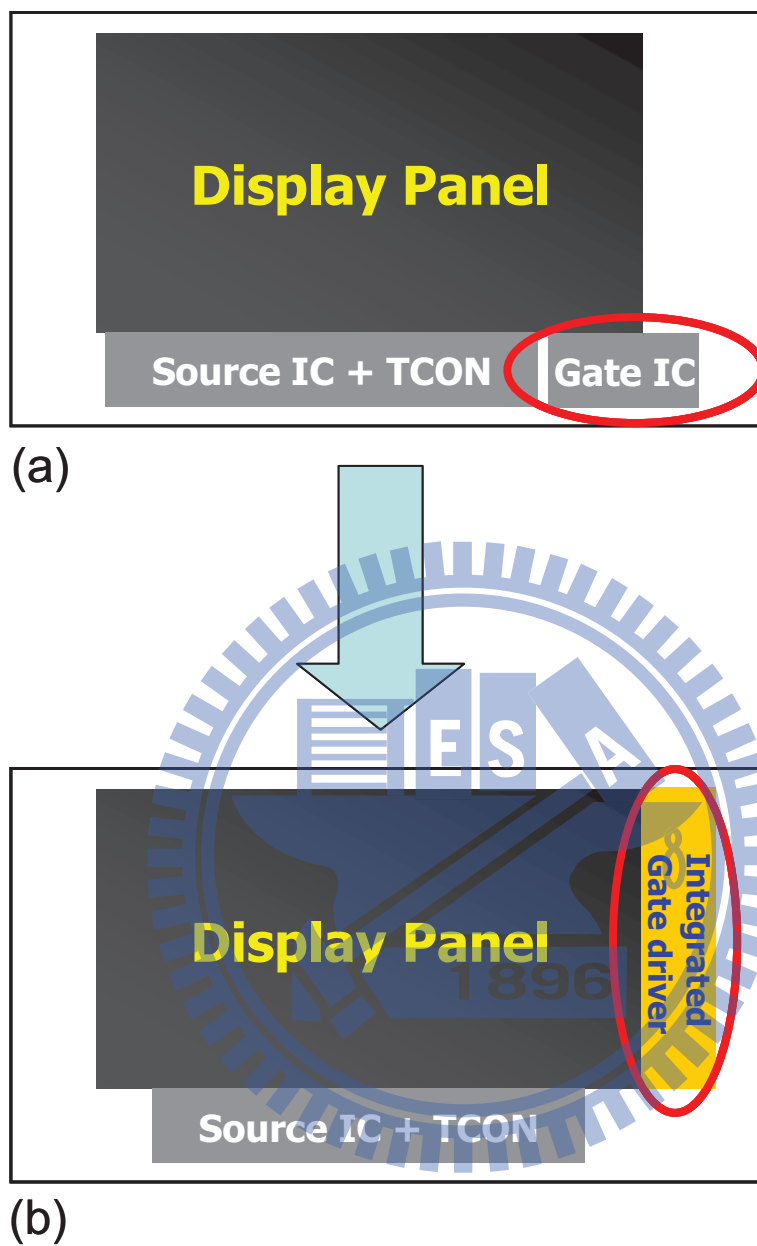 Display Panel
Source IC + TCON
Gate IC
(a)
E S A
Display Panel
Integrated
Gate driver
1896
Source IC + TCON
(b)